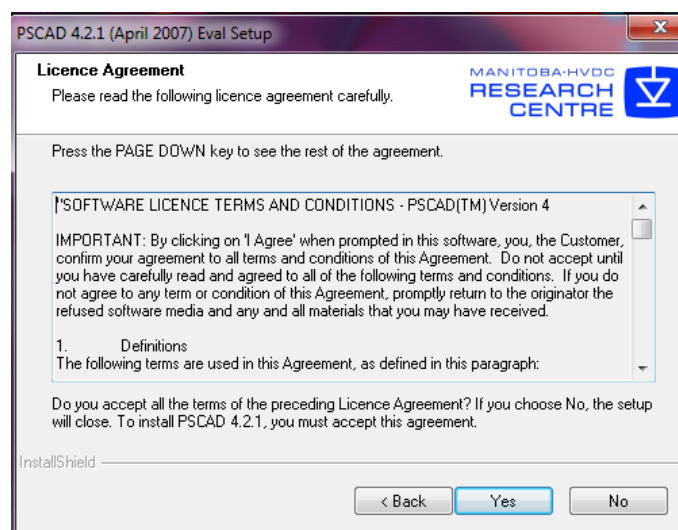 PSCAD 4.2.1 (April 2007) Eval Setup
Licence Agreement
Please read the following licence agreement carefully.
MANITOBA-HVDC
RESEARCH
CENTRE
Press the PAGE DOWN key to see the rest of the agreement.
"SOFTWARE LICENCE TERMS AND CONDITIONS - PSCAD(TM) Version 4
IMPORTANT: By clicking on 'I Agree' when prompted in this software, you, the Customer,
confirm your agreement to all terms and conditions of this Agreement. Do not accept until
you have carefully read and agreed to all of the following terms and conditions. If you do
not agree to any term or condition of this Agreement, promptly return to the originator the
refused software media and any and all materials that you may have received.
1. Definitions
The following terms are used in this Agreement, as defined in this paragraph:
Do you accept all the terms of the preceding Licence Agreement? If you choose No, the setup
will close. To install PSCAD 4.2.1, you must accept this agreement.
InstallShield
< Back
Yes
No